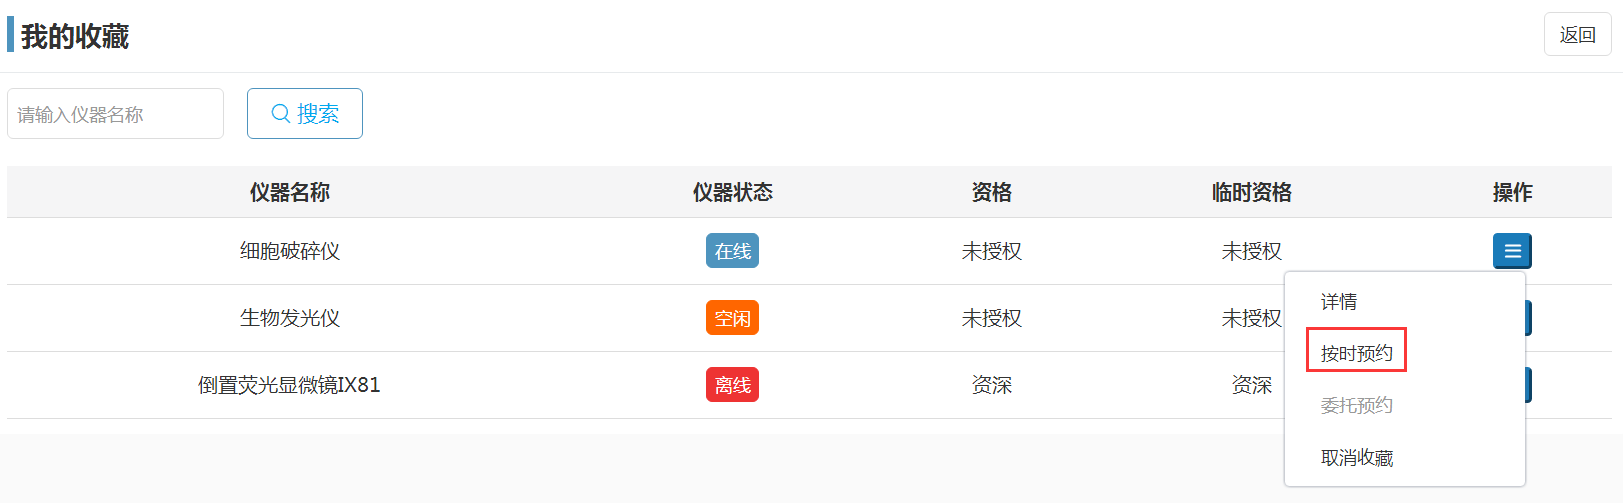 我的收藏
返回
请输入仪器名称
搜索
仪器名称 仪器状态 资格 临时资格 操作
细胞破碎仪 在线 未授权 未授权
生物发光仪 空闲 未授权 未授权
倒置荧光显微镜IX81 离线 资深 资深
详情
按时预约
委托预约
取消收藏